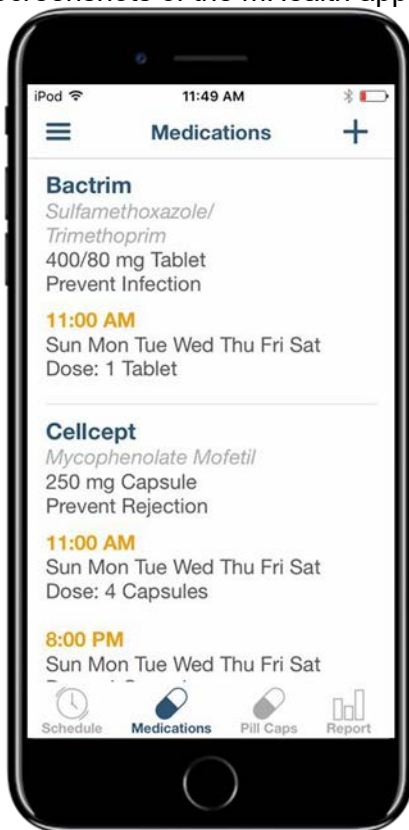 iPod 11:49 AM
Medications +
Bactrim
Sulfamethoxazole/
Trimethoprim
400/80 mg Tablet
Prevent Infection
11:00 AM
Sun Mon Tue Wed Thu Fri Sat
Dose: 1 Tablet
Cellcept
Mycophenolate Mofetil
250 mg Capsule
Prevent Rejection
11:00 AM
Sun Mon Tue Wed Thu Fri Sat
Dose: 4 Capsules
8:00 PM
Sun Mon Tue Wed Thu Fri Sat
Schedule Medications Pill Caps Report